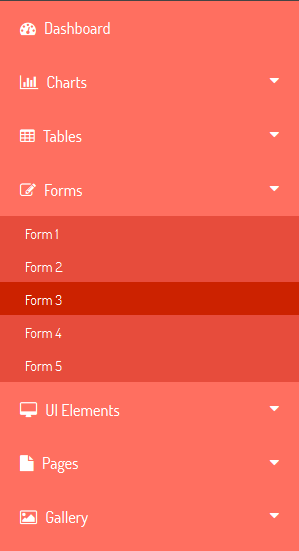 Dashboard
Charts
Tables
Forms
Form 1
Form 2
Form 3
Form 4
Form 5
UI Elements
Pages
Gallery